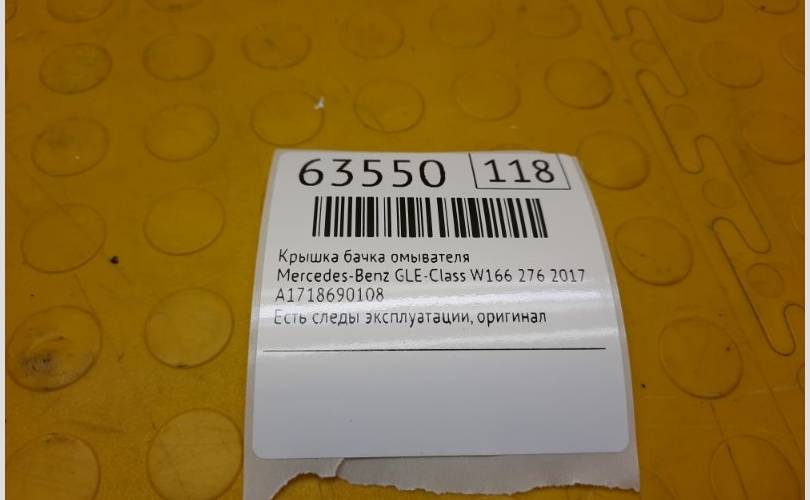 63550 118
Крышка бачка омывателя
Mercedes-Benz GLE-Class W166 276 2017
A1718690108
Есть следы эксплуатации, оригинал